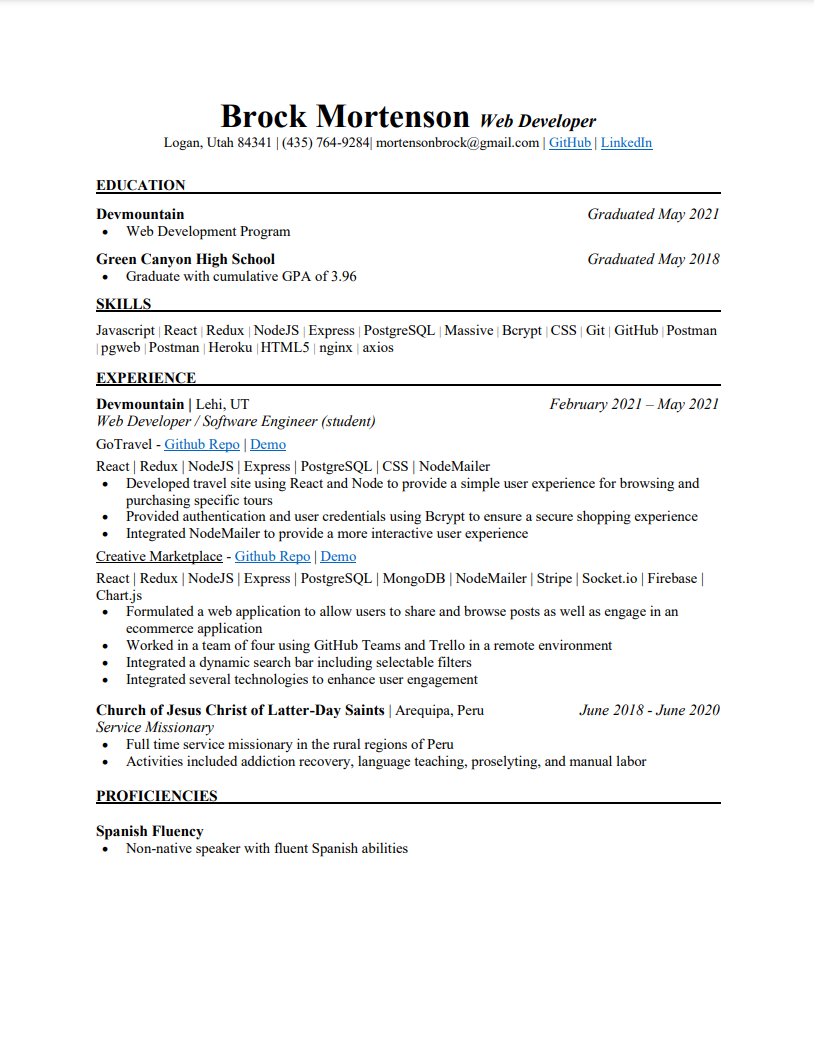 Brock Mortenson Web Developer
Logan, Utah 84341 | (435) 764-9284| mortensonbrock@gmail.com | GitHub | LinkedIn
EDUCATION
Devmountain Graduated May 2021
• Web Development Program
Green Canyon High School Graduated May 2018
• Graduate with cumulative GPA of 3.96
SKILLS
Javascript | React | Redux | NodeJS | Express | PostgreSQL | Massive | Bcrypt | CSS | Git | GitHub | Postman
| pgweb | Postman | Heroku | HTML5 | nginx | axios
EXPERIENCE
Devmountain | Lehi, UT February 2021 – May 2021
Web Developer / Software Engineer (student)
GoTravel - Github Repo | Demo
React | Redux | NodeJS | Express | PostgreSQL | CSS | NodeMailer
• Developed travel site using React and Node to provide a simple user experience for browsing and
purchasing specific tours
• Provided authentication and user credentials using Bcrypt to ensure a secure shopping experience
• Integrated NodeMailer to provide a more interactive user experience
Creative Marketplace - Github Repo | Demo
React | Redux | NodeJS | Express | PostgreSQL | MongoDB | NodeMailer | Stripe | Socket.io | Firebase |
Chart.js
• Formulated a web application to allow users to share and browse posts as well as engage in an
ecommerce application
• Worked in a team of four using GitHub Teams and Trello in a remote environment
• Integrated a dynamic search bar including selectable filters
• Integrated several technologies to enhance user engagement
Church of Jesus Christ of Latter-Day Saints | Arequipa, Peru June 2018 - June 2020
Service Missionary
• Full time service missionary in the rural regions of Peru
• Activities included addiction recovery, language teaching, proselyting, and manual labor
PROFICIENCIES
Spanish Fluency
• Non-native speaker with fluent Spanish abilities